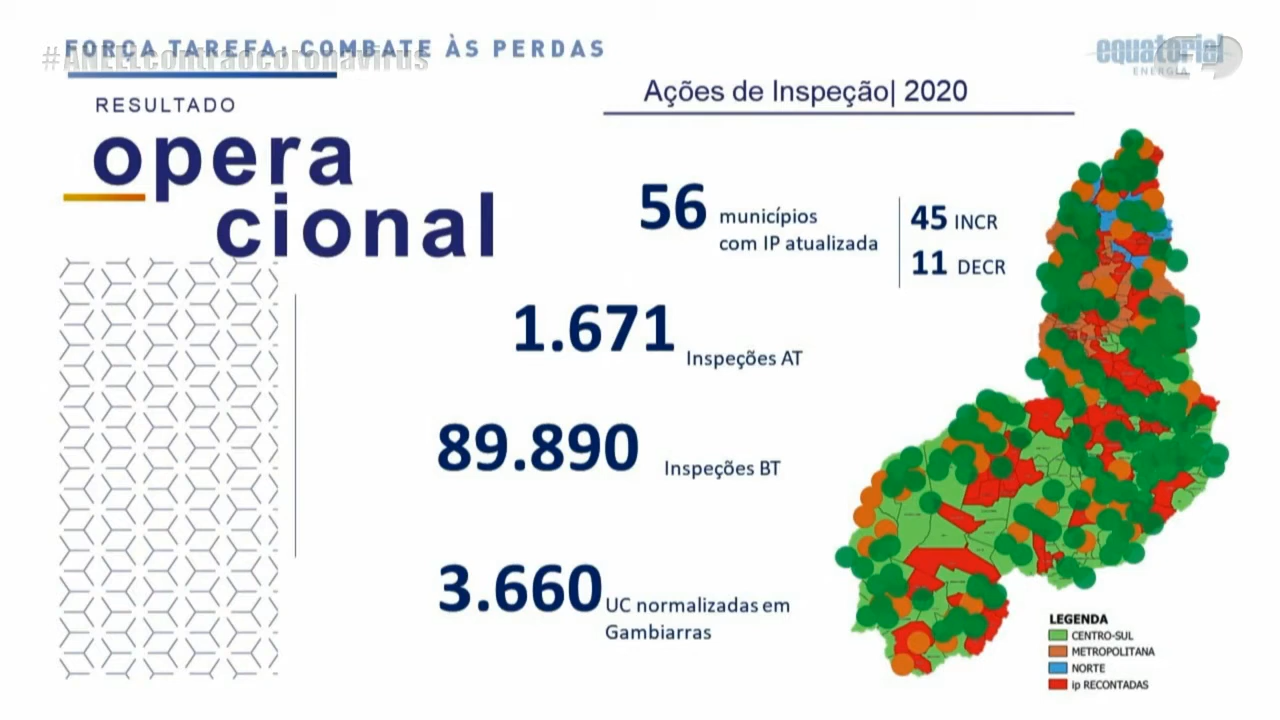 FORÇA TAREFA: COMBATE ÀS PERDAS
#ANEELcontraocoronavirus
equatorial
ENERGIA
RESULTADO
opera
cional
Ações de Inspeção| 2020
56 municípios
com IP atualizada
45 INCR
11 DECR
1.671 Inspeções AT
89.890 Inspeções BT
3.660 UC normalizadas em
Gambiarras
LEGENDA
CENTRO-SUL
METROPOLITANA
NORTE
ip RECONTADAS